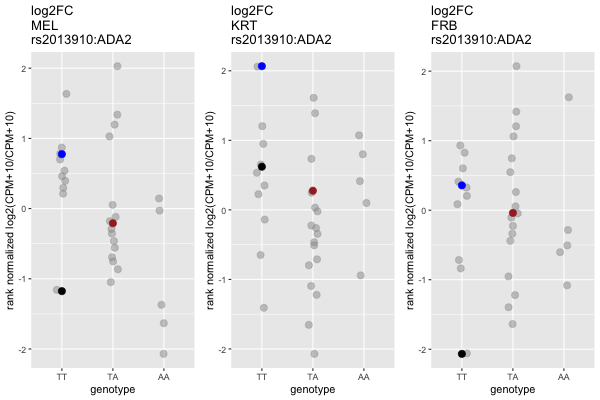 log2FC
MEL
rs2013910:ADA2
rank normalized log2(CPM+10/CPM+10)
2
1
0
-1
-2
TT TA AA
genotype
log2FC
KRT
rs2013910:ADA2
rank normalized log2(CPM+10/CPM+10)
2
1
0
-1
-2
TT TA AA
genotype
log2FC
FRB
rs2013910:ADA2
rank normalized log2(CPM+10/CPM+10)
2
1
0
-1
-2
TT TA AA
genotype